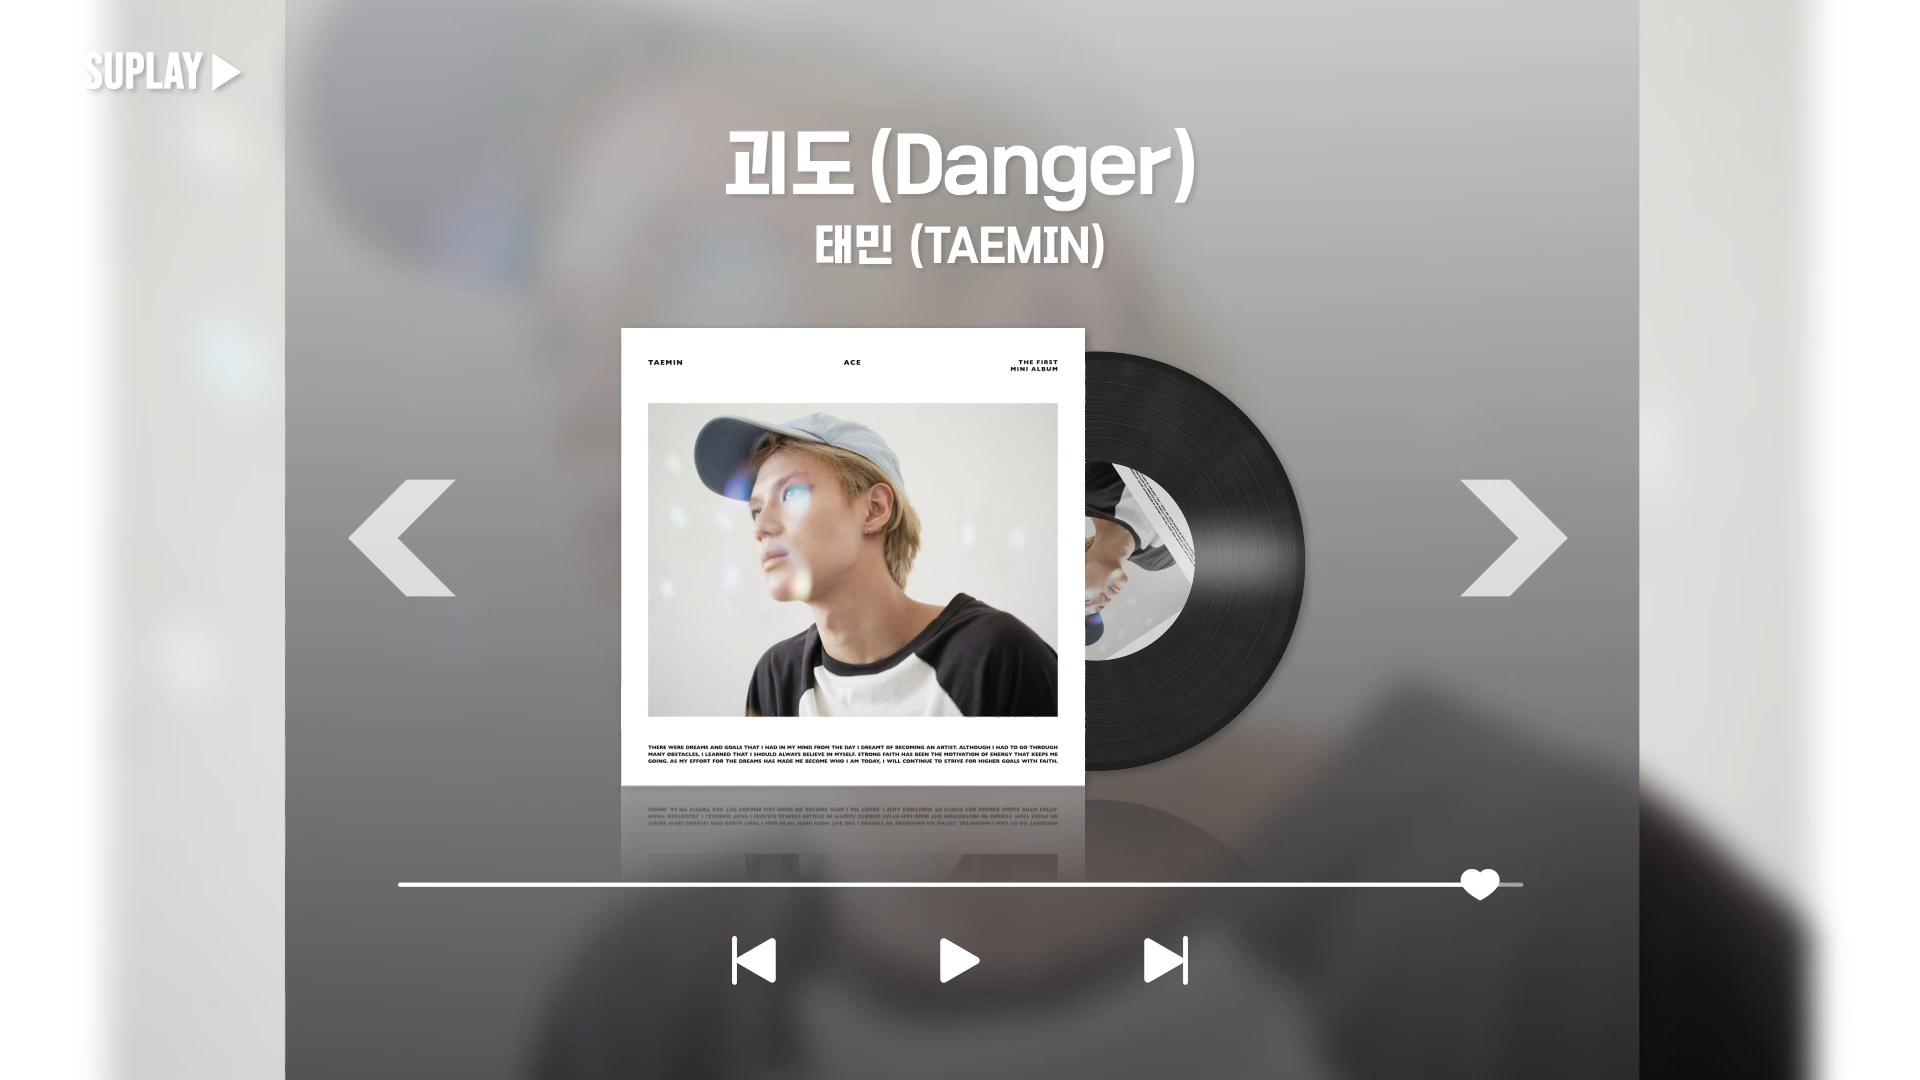 SUPLAY
괴도 (Danger)
태민 (TAEMIN)
TAEMIN
ACE
THE FIRST
MINI ALBUM
THERE WERE DREAMS AND GOALS THAT I HAD IN MY MIND FROM THE DAY I DREAMT OF BECOMING AN ARTIST. ALTHOUGH I HAD TO GO THROUGH
MANY OBSTACLES, I LEARNED THAT I SHOULD ALWAYS BELIEVE IN MYSELF. STRONG FAITH HAS BEEN THE MOTIVATION OF ENERGY THAT KEEPS ME
GOING. AS MY EFFORT FOR THE DREAMS HAS MADE ME BECOME WHO I AM TODAY, I WILL CONTINUE TO STRIVE FOR HIGHER GOALS WITH FAITH.